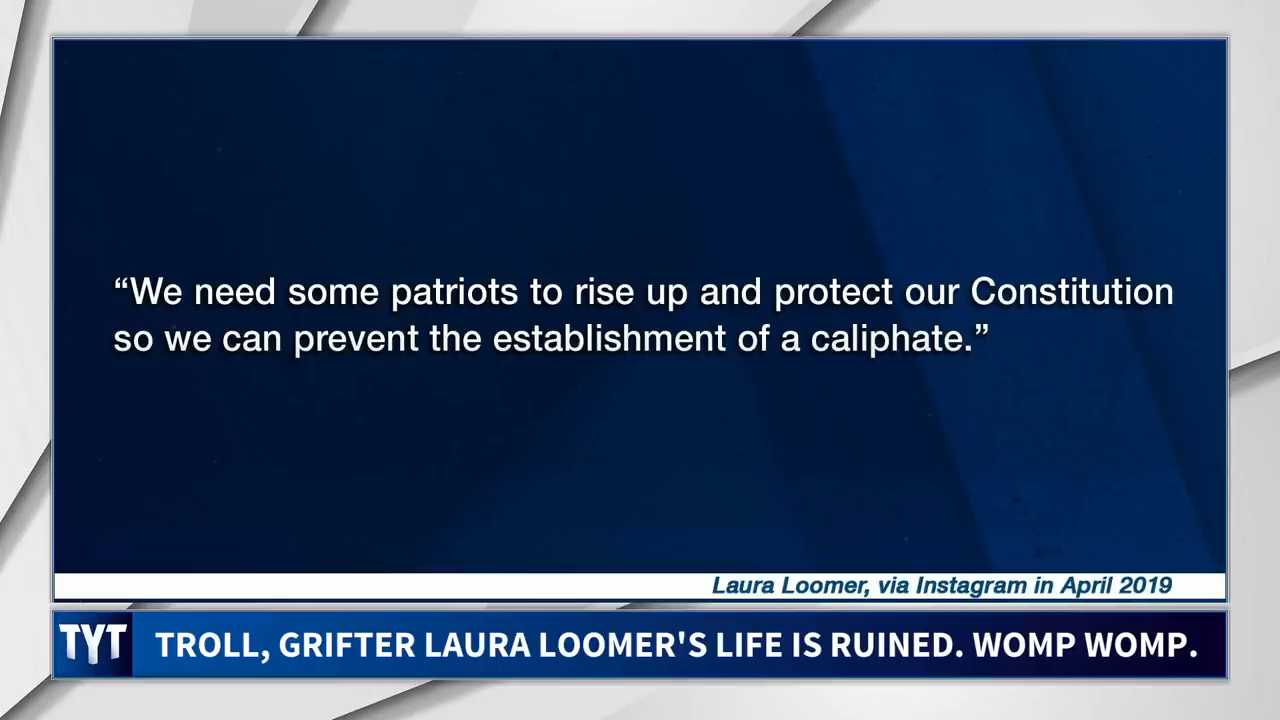 “We need some patriots to rise up and protect our Constitution
so we can prevent the establishment of a caliphate.”
Laura Loomer, via Instagram in April 2019
TYT TROLL, GRIFTER LAURA LOOMER'S LIFE IS RUINED. WOMP WOMP.